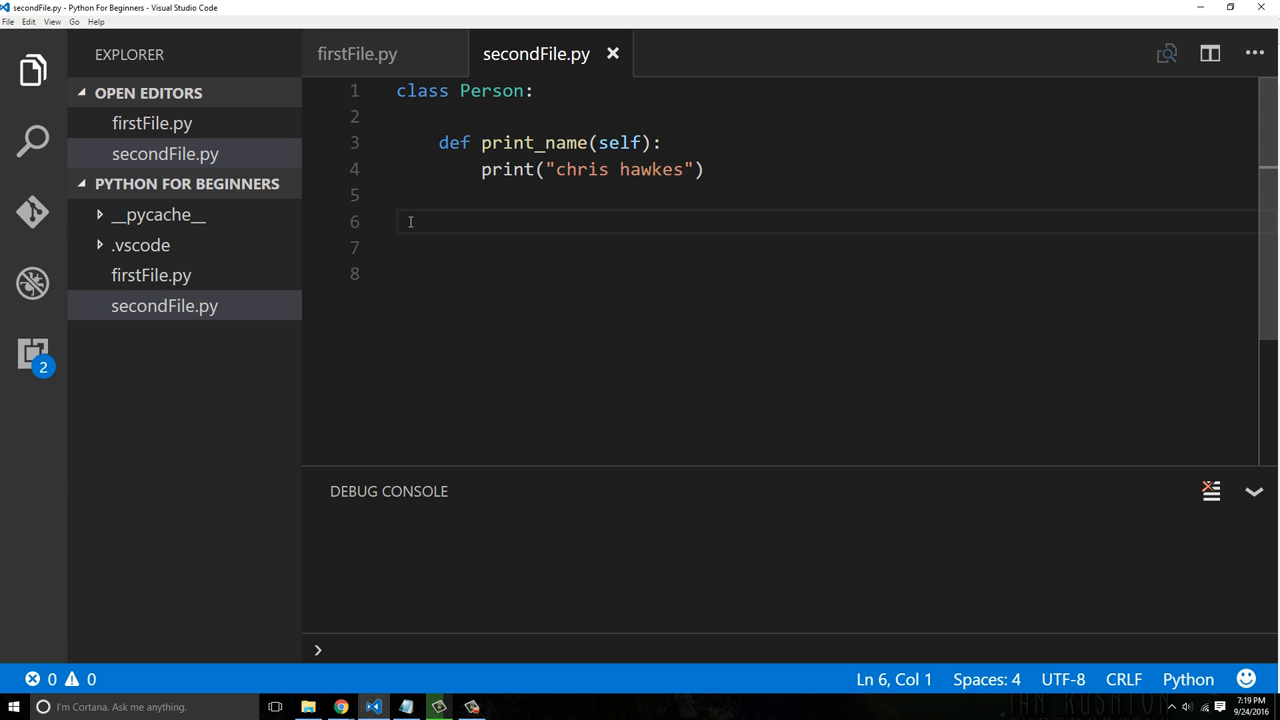 secondFile.py - Python For Beginners - Visual Studio Code
File Edit View Go Help
EXPLORER
OPEN EDITORS
firstFile.py
secondFile.py
PYTHON FOR BEGINNERS
__pycache__
.vscode
firstFile.py
secondFile.py
2
firstFile.py secondFile.py
1 class Person:
2
3 def print_name(self):
4 print("chris hawkes")
5
6
7
8
DEBUG CONSOLE
0 0 Ln 6, Col 1 Spaces: 4 UTF-8 CRLF Python
I'm Cortana. Ask me anything.
7:19 PM
9/24/2016